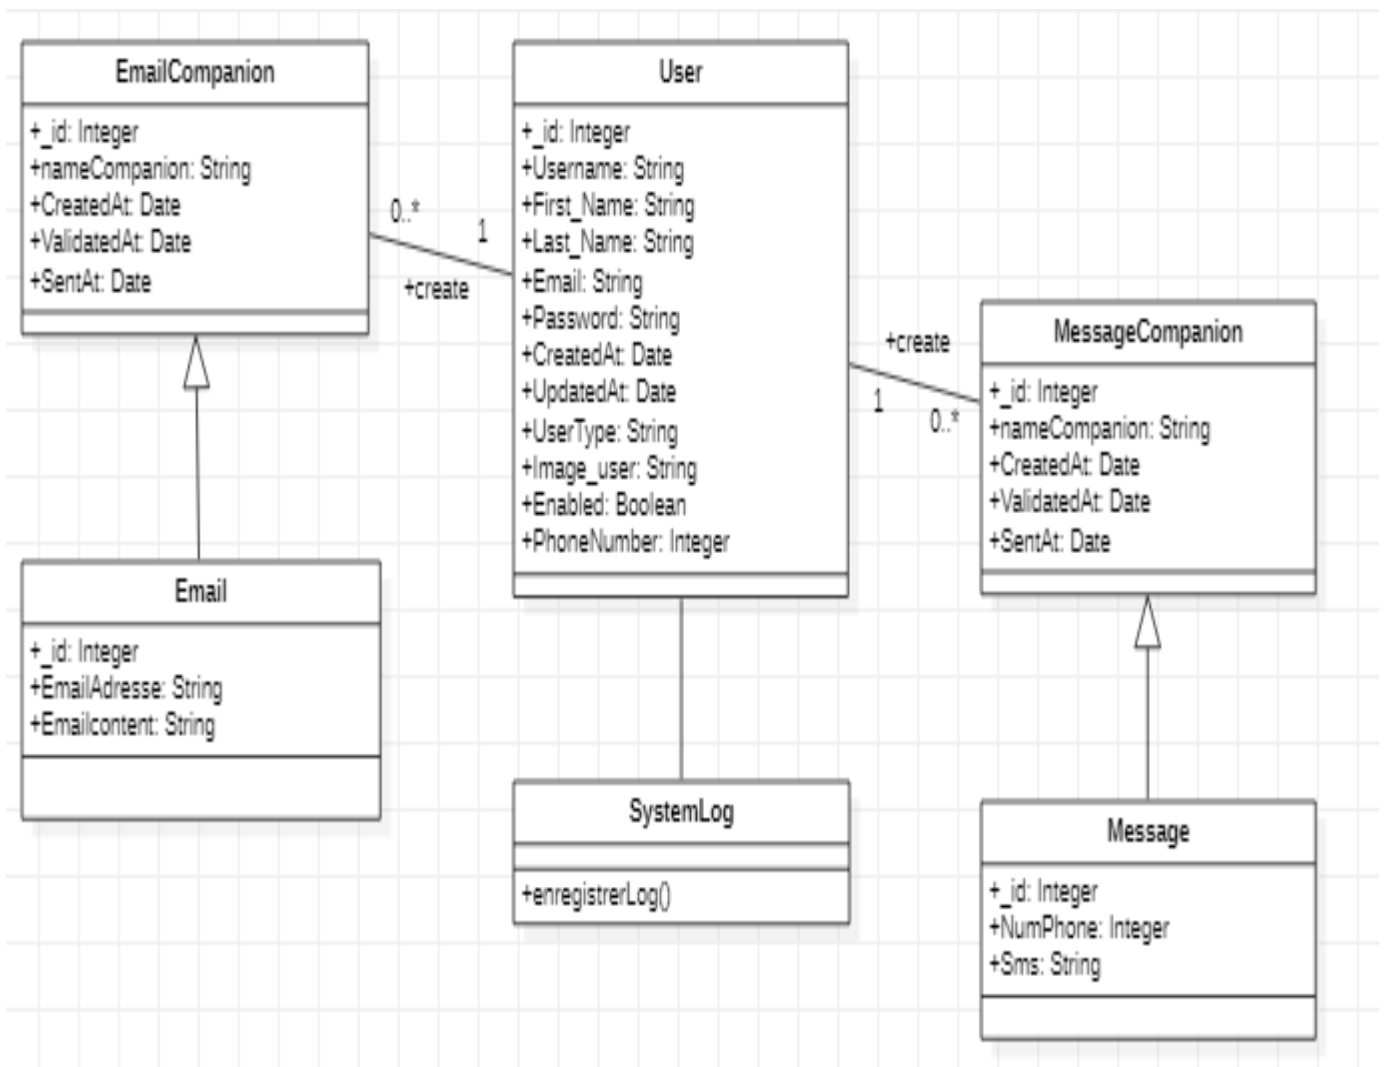 EmailCompanion
+_id: Integer
+nameCompanion: String
+CreatedAt: Date
+ValidatedAt: Date
+SentAt: Date
0..*
1
+create
User
+_id: Integer
+Username: String
+First_Name: String
+Last_Name: String
+Email: String
+Password: String
+CreatedAt: Date
+UpdatedAt: Date
+UserType: String
+Image_user: String
+Enabled: Boolean
+PhoneNumber: Integer
+create
1
0..*
MessageCompanion
+_id: Integer
+nameCompanion: String
+CreatedAt: Date
+ValidatedAt: Date
+SentAt: Date
Email
+_id: Integer
+EmailAdresse: String
+Emailcontent: String
SystemLog
+enregistrerLog()
Message
+_id: Integer
+NumPhone: Integer
+Sms: String